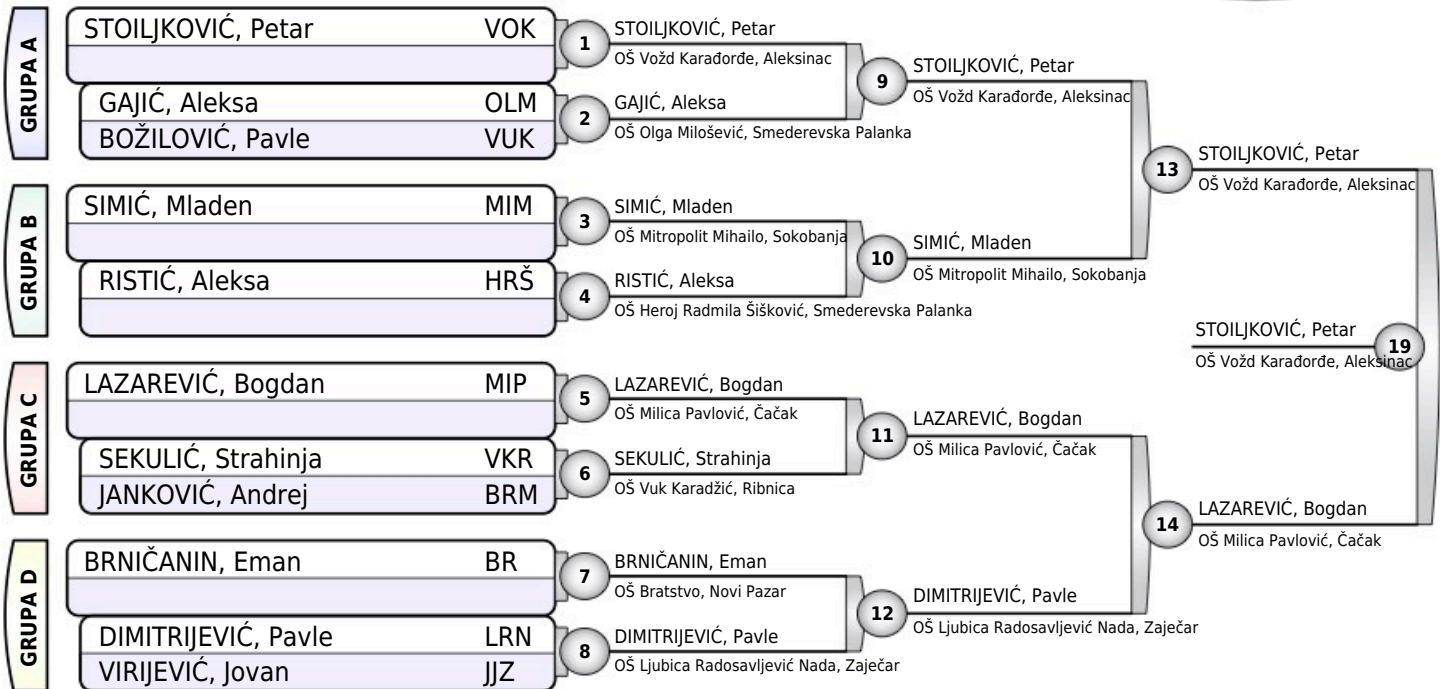 GRUPA A
STOILJKOVIĆ, Petar VOK
GAJIĆ, Aleksa OLM
BOŽILOVIĆ, Pavle VUK
GRUPA B
SIMIĆ, Mladen MIM
RISTIĆ, Aleksa HRŠ
GRUPA C
LAZAREVIĆ, Bogdan MIP
SEKULIĆ, Strahinja VKR
JANKOVIĆ, Andrej BRM
GRUPA D
BRNIČANIN, Eman BR
DIMITRIJEVIĆ, Pavle LRN
VIRIJEVIĆ, Jovan JJZ
1
STOILJKOVIĆ, Petar
OŠ Vožd Karađorđe, Aleksinac
2
GAJIĆ, Aleksa
OŠ Olga Milošević, Smederevska Palanka
3
SIMIĆ, Mladen
OŠ Mitropolit Mihailo, Sokobanja
4
RISTIĆ, Aleksa
OŠ Heroj Radmila Šišković, Smederevska Palanka
5
LAZAREVIĆ, Bogdan
OŠ Milica Pavlović, Čačak
6
SEKULIĆ, Strahinja
OŠ Vuk Karadžić, Ribnica
7
BRNIČANIN, Eman
OŠ Bratstvo, Novi Pazar
8
DIMITRIJEVIĆ, Pavle
OŠ Ljubica Radosavljević Nada, Zaječar
9
STOILJKOVIĆ, Petar
OŠ Vožd Karađorđe, Aleksinac
10
SIMIĆ, Mladen
OŠ Mitropolit Mihailo, Sokobanja
11
LAZAREVIĆ, Bogdan
OŠ Milica Pavlović, Čačak
12
DIMITRIJEVIĆ, Pavle
OŠ Ljubica Radosavljević Nada, Zaječar
13
STOILJKOVIĆ, Petar
OŠ Vožd Karađorđe, Aleksinac
14
LAZAREVIĆ, Bogdan
OŠ Milica Pavlović, Čačak
STOILJKOVIĆ, Petar
19
OŠ Vožd Karađorđe, Aleksinac